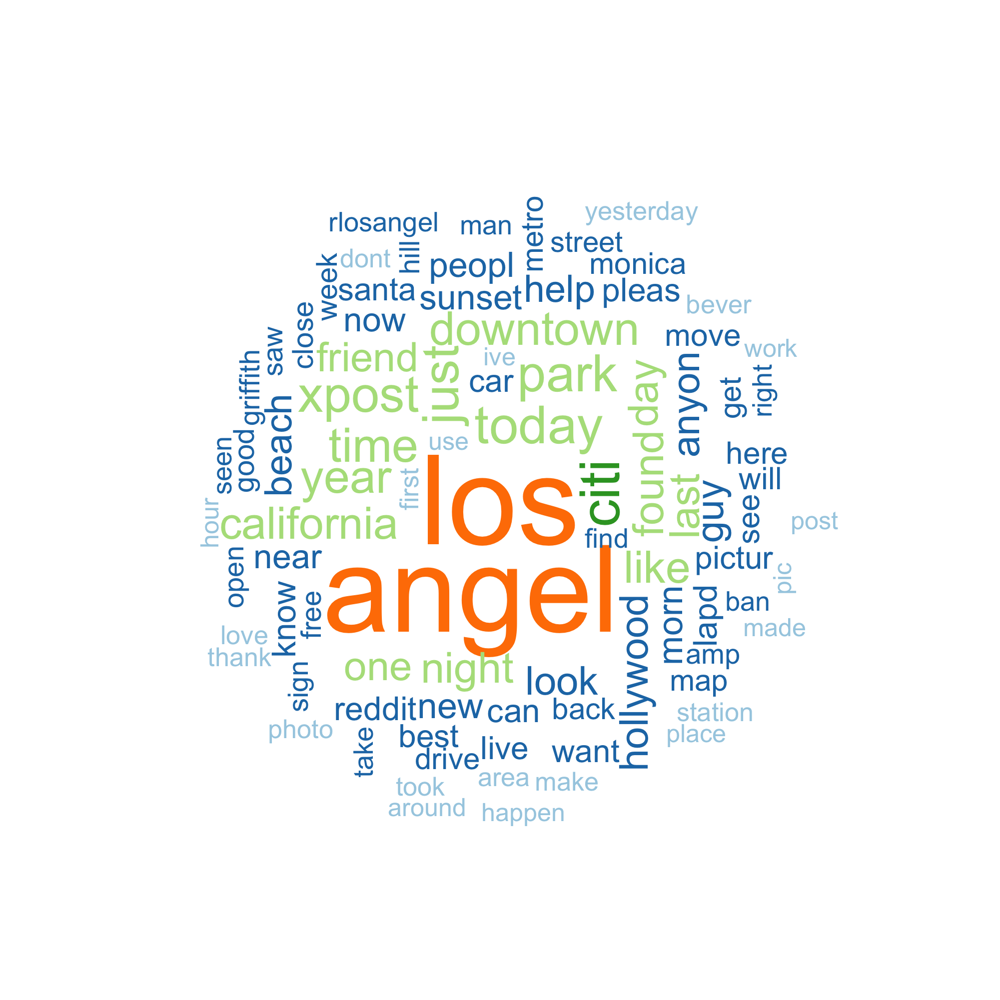 yesterday
metro
rlosangel
man
street
hill
dont
week
peopl
monica
santa
sunset
help
pleas
bever
close
now
downtown
move
saw
friend
just
ive
work
griffith
car
park
day
anyon
get
right
xpost
beach
today
seen
good
time
use
found
here
year
first
los
citi
last
guy
will
see
hour
california
find
post
open
near
angel
like
pictur
pic
know
free
hollywood
morn
lapd
ban
love
made
thank
amp
sign
one
night
look
map
reddit
new
can
back
station
photo
take
best
place
drive
live
want
took
area
make
around
happen